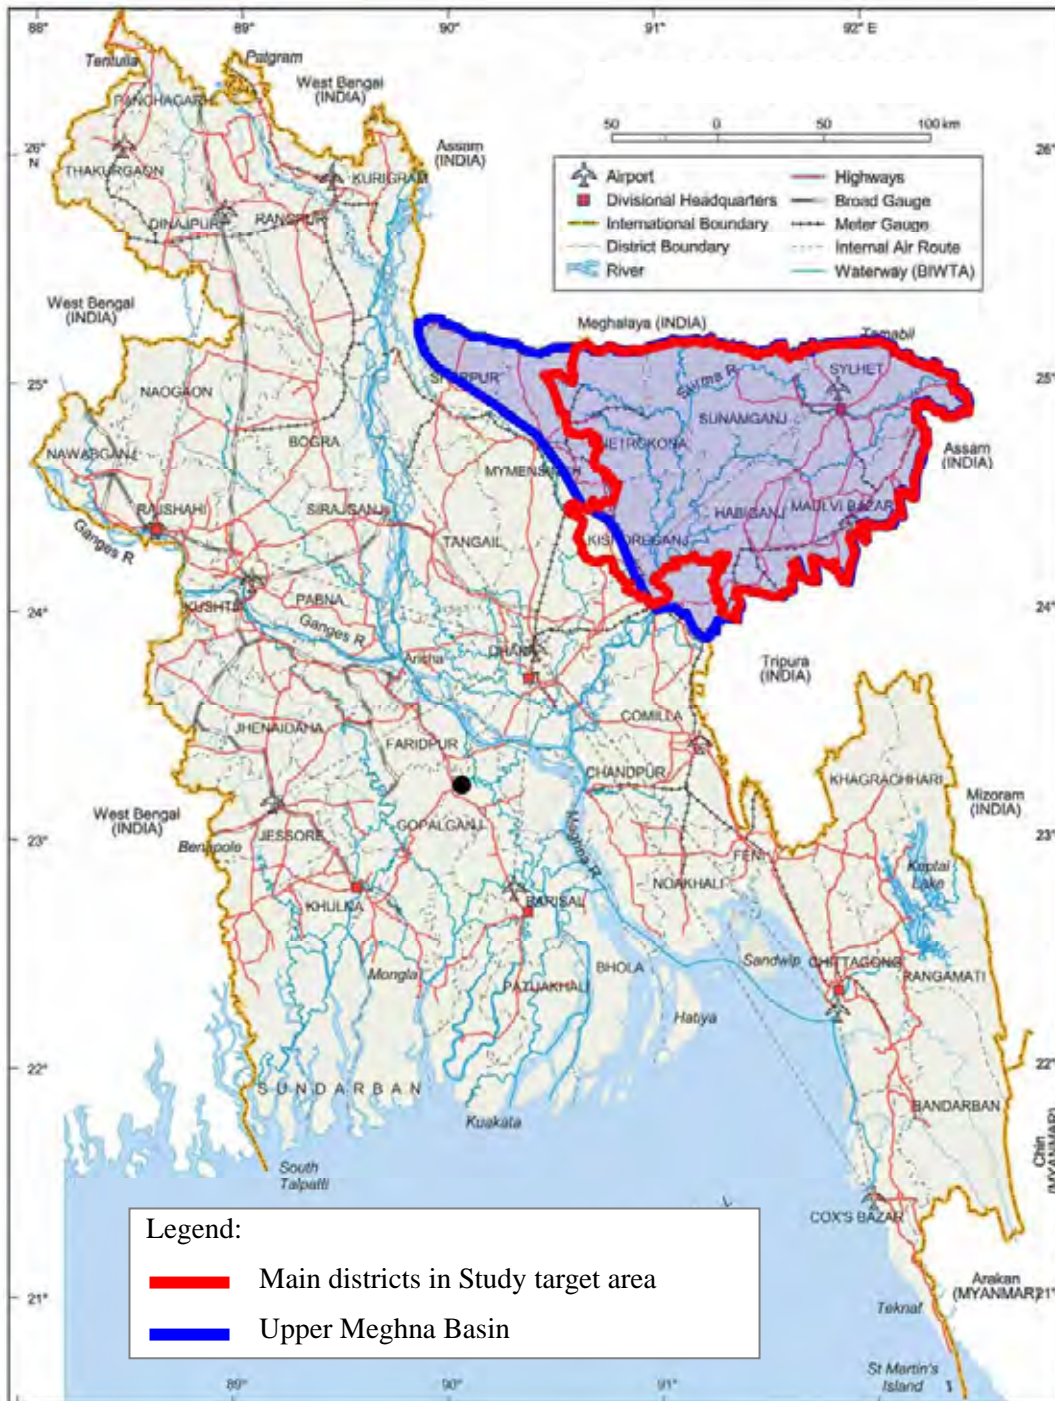 88°
89°
90°
91°
92° E
Tentulia
Patgram
West Bengal
(INDIA)
PANCHAGARH
Assam
(INDIA)
26°
N
26°
THAKURGAON
KURIGRAM
DINAJPUR
RANGPUR
50
0
50
100 km
Airport
Highways
Divisional Headquarters
Broad Gauge
International Boundary
Meter Gauge
District Boundary
Internal Air Route
River
Waterway (BIWTA)
West Bengal
(INDIA)
Meghalaya (INDIA)
Tamabil
25°
25°
SHERPUR
Surma R
SYLHET
NAOGAON
SUNAMGANJ
BOGRA
NETROKONA
NAWABGANJ
MYMENSINGH
Assam
(INDIA)
RAJSHAHI
SIRAJGANJ
HABIGANJ
MAULVI BAZAR
Ganges R
TANGAIL
KISHOREGANJ
24°
24°
KUSHTIA
PABNA
Ganges R
Aricha
DHAKA
Tripura
(INDIA)
JHENAIDAHA
FARIDPUR
COMILLA
CHANDPUR
KHAGRACHHARI
West Bengal
(INDIA)
Mizoram
(INDIA)
23°
23°
Benapole
JESSORE
GOPALGANJ
Meghna R
FENI
Kaptai
Lake
KHULNA
BARISAL
NOAKHALI
Mongla
PATUAKHALI
BHOLA
Sandwip
CHITTAGONG
RANGAMATI
Hatiya
22°
22°
SUNDARBAN
Kuakata
BANDARBAN
Chin
(MYANMAR)
South
Talpatti
COX'S BAZAR
Legend:
Main districts in Study target area
Upper Meghna Basin
21°
21°
Arakan
(MYANMAR)
Teknaf
St Martin's
Island
89°
90°
91°